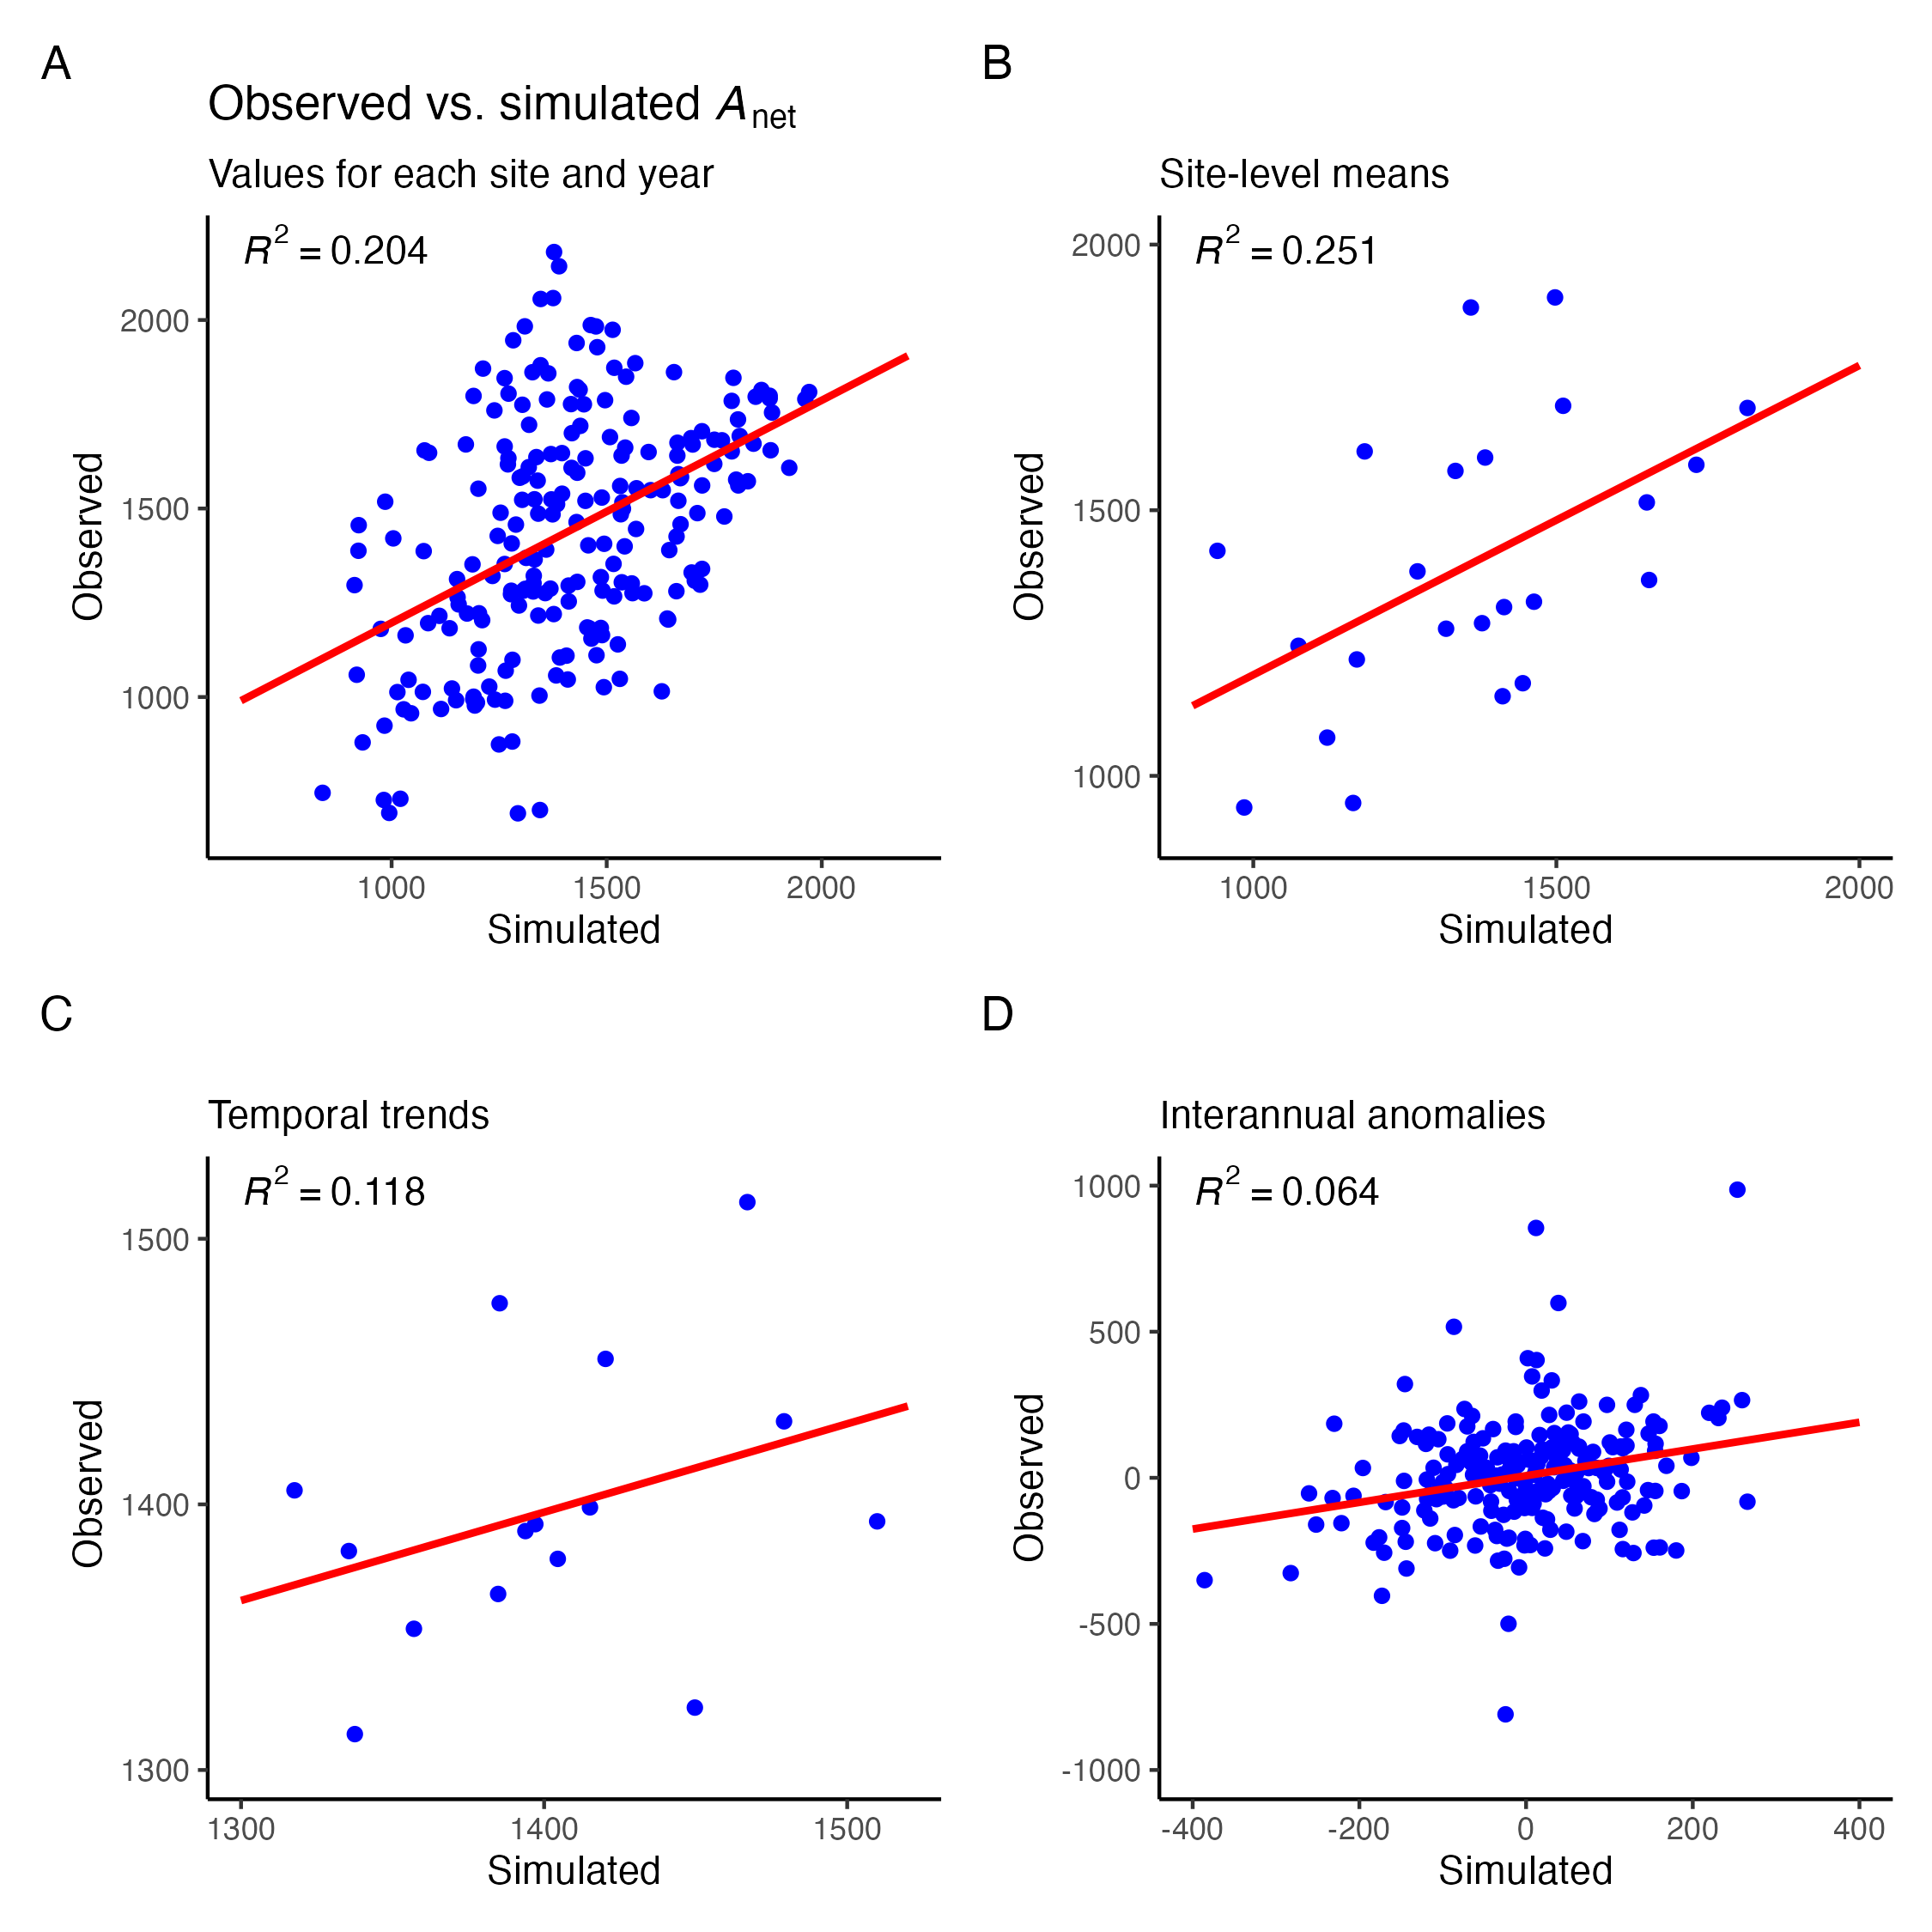 A
Observed vs. simulated Anet
Values for each site and year
R2 = 0.204
2000
1500
1000
Observed
1000 1500 2000
Simulated
B
Site-level means
R2 = 0.251
2000
1500
1000
Observed
1000 1500 2000
Simulated
C
Temporal trends
R2 = 0.118
1500
1400
1300
Observed
1300 1400 1500
Simulated
D
Interannual anomalies
R2 = 0.064
1000
500
0
-500
-1000
Observed
-400 -200 0 200 400
Simulated